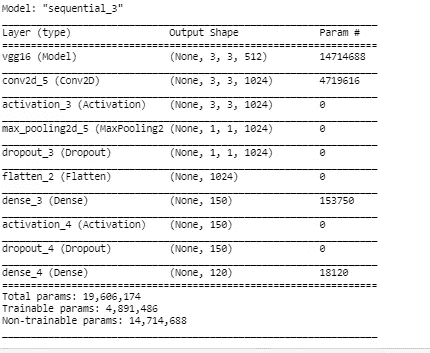 Model: "sequential_3"
Layer (type) Output Shape Param #
vgg16 (Model) (None, 3, 3, 512) 14714688
conv2d_5 (Conv2D) (None, 3, 3, 1024) 4719616
activation_3 (Activation) (None, 3, 3, 1024) 0
max_pooling2d_5 (MaxPooling2 (None, 1, 1, 1024) 0
dropout_3 (Dropout) (None, 1, 1, 1024) 0
flatten_2 (Flatten) (None, 1024) 0
dense_3 (Dense) (None, 150) 153750
activation_4 (Activation) (None, 150) 0
dropout_4 (Dropout) (None, 150) 0
dense_4 (Dense) (None, 120) 18120
Total params: 19,606,174
Trainable params: 4,891,486
Non-trainable params: 14,714,688